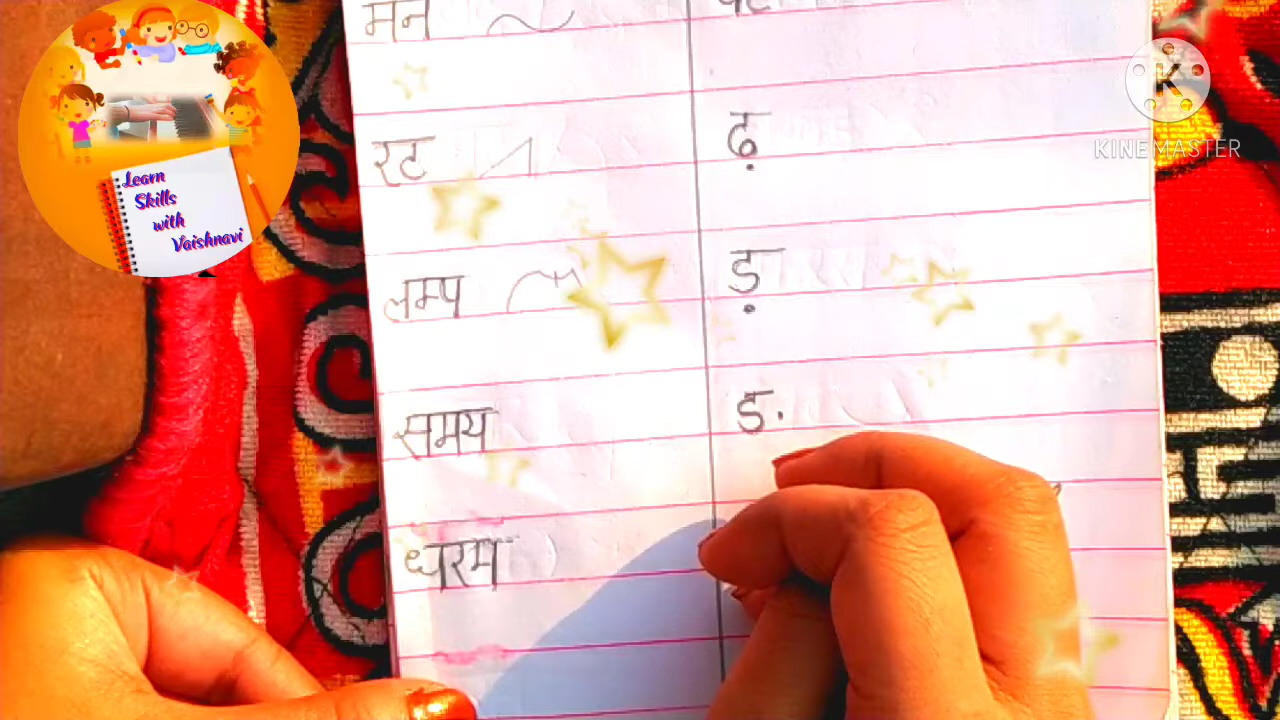 Learn
Skills
with
Vaishnavi
KINEMASTER
मन
रट
लम्प
समय
धरम
ढ़
ड़
ङ